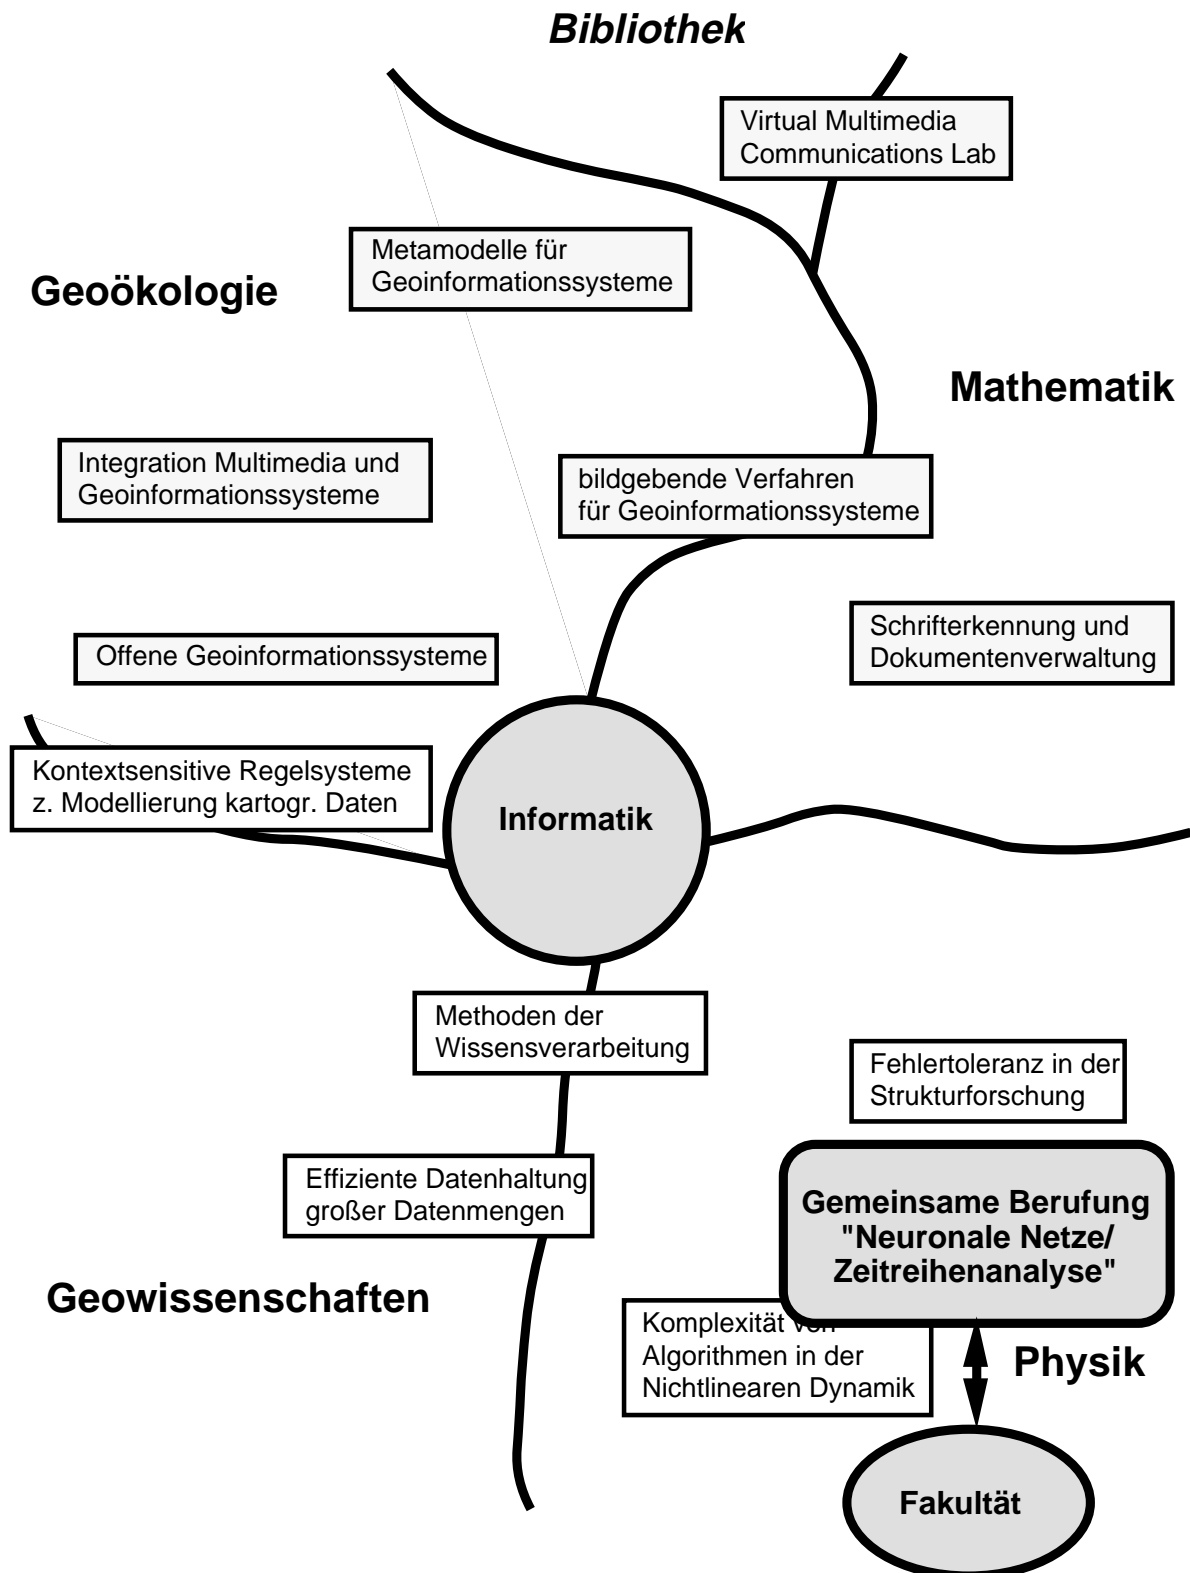 Bibliothek
Virtual Multimedia
Communications Lab
Metamodelle für
Geoinformationssysteme
Geoökologie
Mathematik
Integration Multimedia und
Geoinformationssysteme
bildgebende Verfahren
für Geoinformationssysteme
Schrifterkennung und
Dokumentenverwaltung
Offene Geoinformationssysteme
Kontextsensitive Regelsysteme
z. Modellierung kartogr. Daten
Informatik
Methoden der
Wissensverarbeitung
Fehlertoleranz in der
Strukturforschung
Effiziente Datenhaltung
großer Datenmengen
Gemeinsame Berufung
"Neuronale Netze/
Zeitreihenanalyse"
Geowissenschaften
Komplexität von
Algorithmen in der
Nichtlinearen Dynamik
Physik
Fakultät